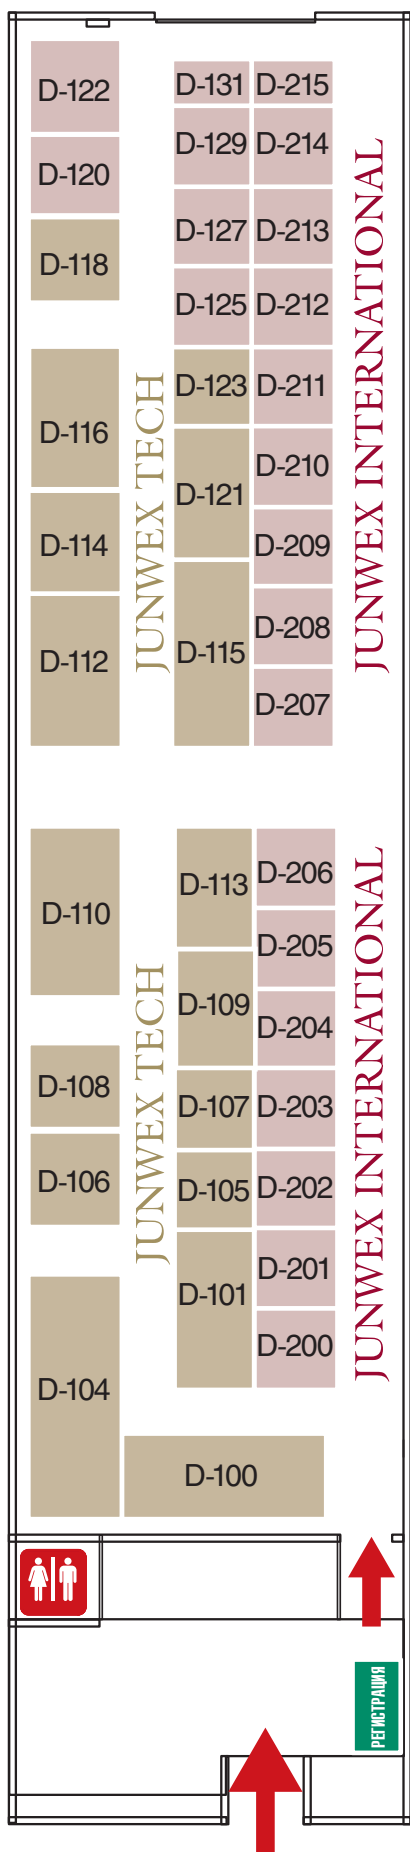 D-122
D-120
D-118
D-116
D-114
D-112
JUNWEX TECH
D-131
D-129
D-127
D-125
D-123
D-121
D-115
D-215
D-214
D-213
D-212
D-211
D-210
D-209
D-208
D-207
JUNWEX INTERNATIONAL
D-110
D-108
D-106
D-104
JUNWEX TECH
D-113
D-109
D-107
D-105
D-101
D-206
D-205
D-204
D-203
D-202
D-201
D-200
JUNWEX INTERNATIONAL
D-100
РЕГИСТРАЦИЯ